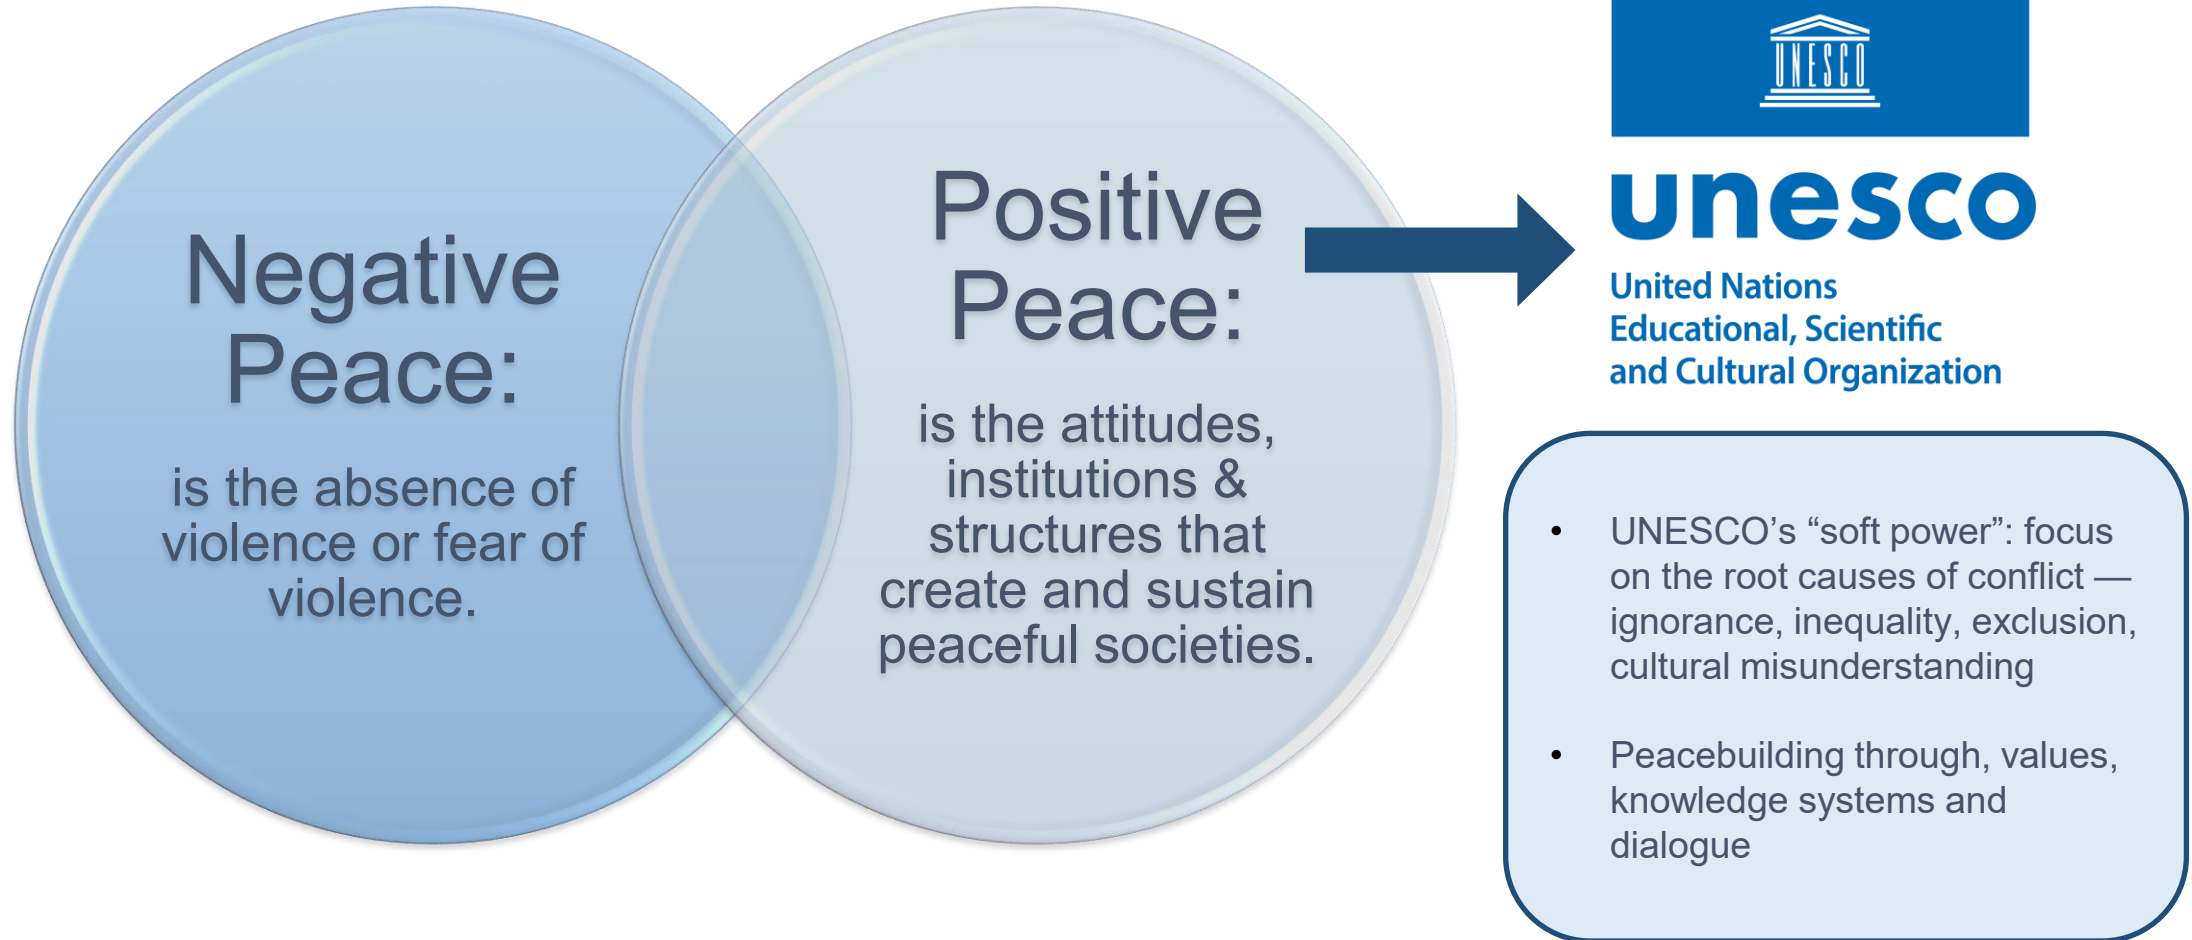 Negative
Peace:
is the absence of
violence or fear of
violence.
Positive
Peace:
is the attitudes,
institutions &
structures that
create and sustain
peaceful societies.
UNESCO
unesco
United Nations
Educational, Scientific
and Cultural Organization
• UNESCO’s “soft power”: focus
on the root causes of conflict —
ignorance, inequality, exclusion,
cultural misunderstanding
• Peacebuilding through, values,
knowledge systems and
dialogue